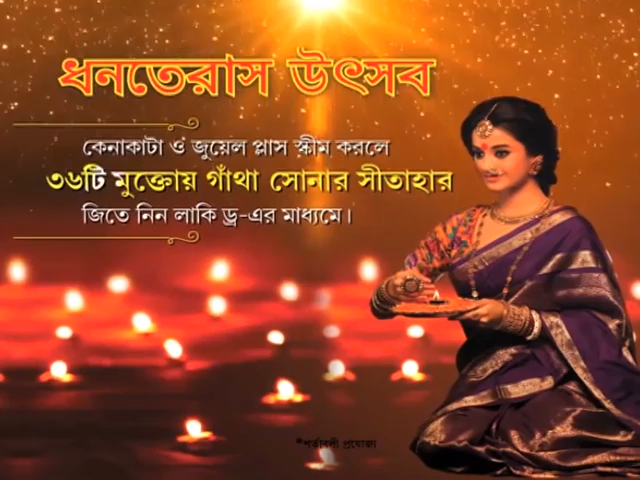 ধনতেরাস উৎসব
কেনাকাটা ও জুয়েল প্লাস স্কীম করলে
৩৬টি মুক্তোয় গাঁথা সোনার সীতাহার
জিতে নিন লাকি ড্র-এর মাধ্যমে।
*শর্তাবলী প্রযোজ্য